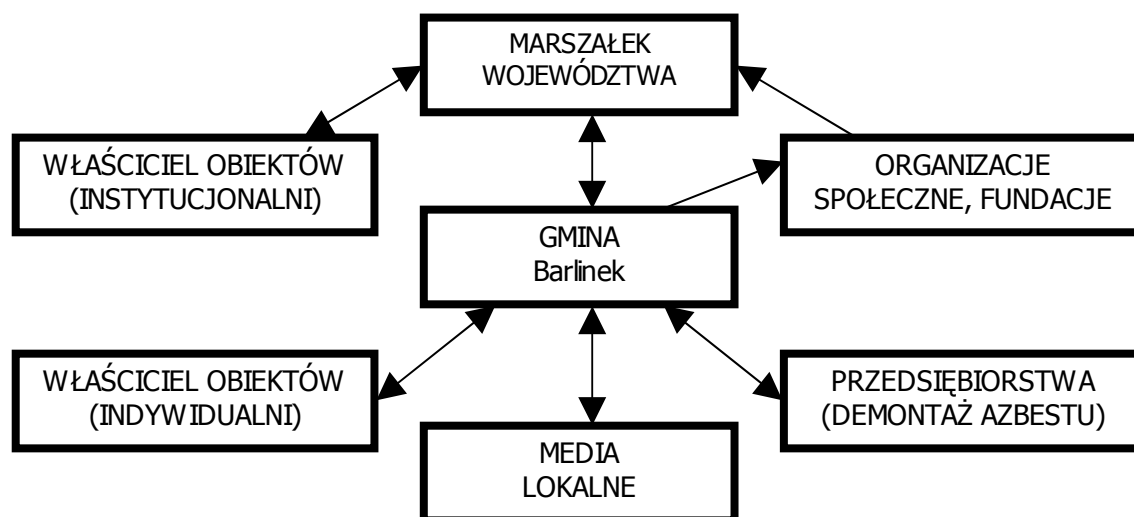 MARSZAŁEK
WOJEWÓDZTWA
WŁAŚCICIEL OBIEKTÓW
(INSTYTUCJONALNI)
ORGANIZACJE
SPOŁECZNE, FUNDACJE
GMINA
Barlinek
WŁAŚCICIEL OBIEKTÓW
(INDYWIDUALNI)
PRZEDSIĘBIORSTWA
(DEMONTAŻ AZBESTU)
MEDIA
LOKALNE